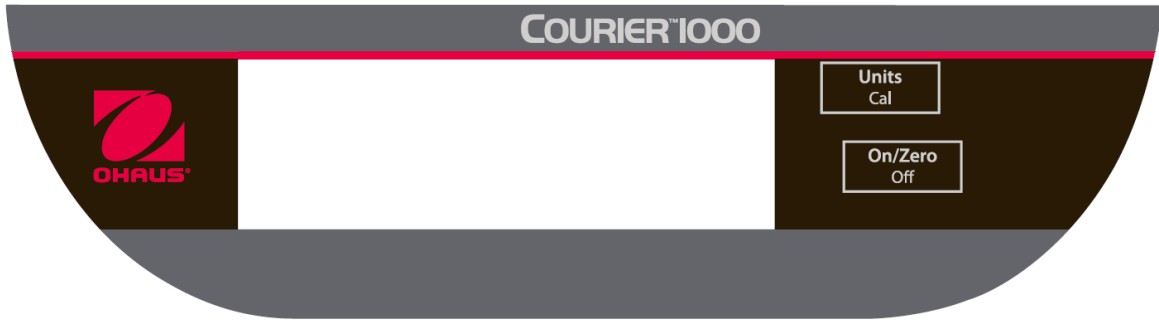 COURIER™1000
Units
Cal
OHAUS®
On/Zero
Off